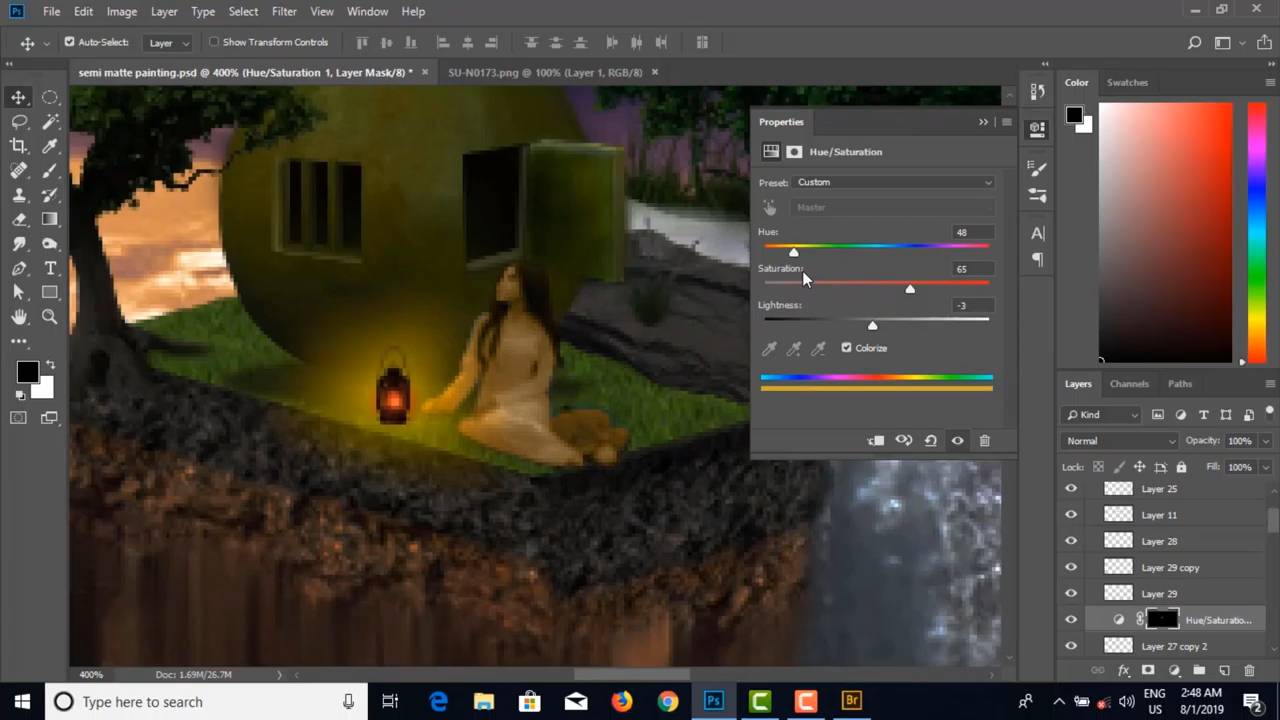 Ps File Edit Image Layer Type Select Filter View Window Help
Auto-Select: Layer Show Transform Controls
semi matte painting.psd @ 400% (Hue/Saturation 1, Layer Mask/8) *
SU-N0173.png @ 100% (Layer 1, RGB/8)
Properties
Hue/Saturation
Preset: Custom
Master
Hue: 48
Saturation: 65
Lightness: -3
Colorize
Color Swatches
Layers Channels Paths
Kind
Normal Opacity: 100%
Lock: Fill: 100%
Layer 25
Layer 11
Layer 28
Layer 29 copy
Layer 29
Hue/Saturatio...
Layer 27 copy 2
400% Doc: 1.69M/26.7M
Type here to search
Ps
Br
ENG
US
2:48 AM
8/1/2019
2